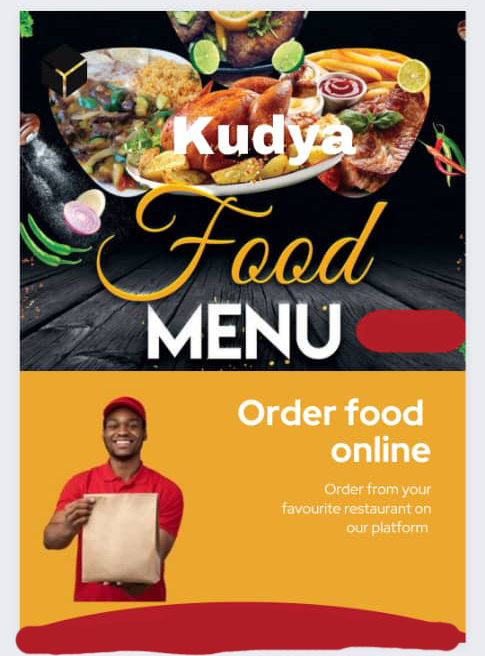 Kudya
Food
MENU
Order food
online
Order from your
favourite restaurant on
our platform